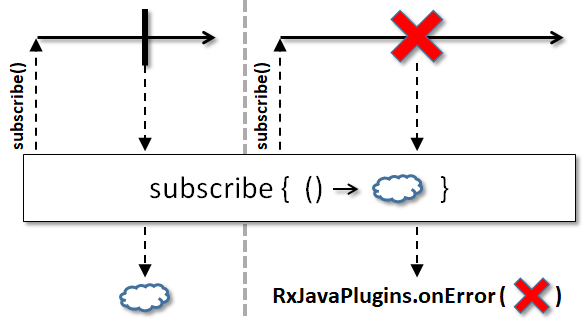 subscribe()
subscribe()
subscribe { () → }
RxJavaPlugins.onError ( )